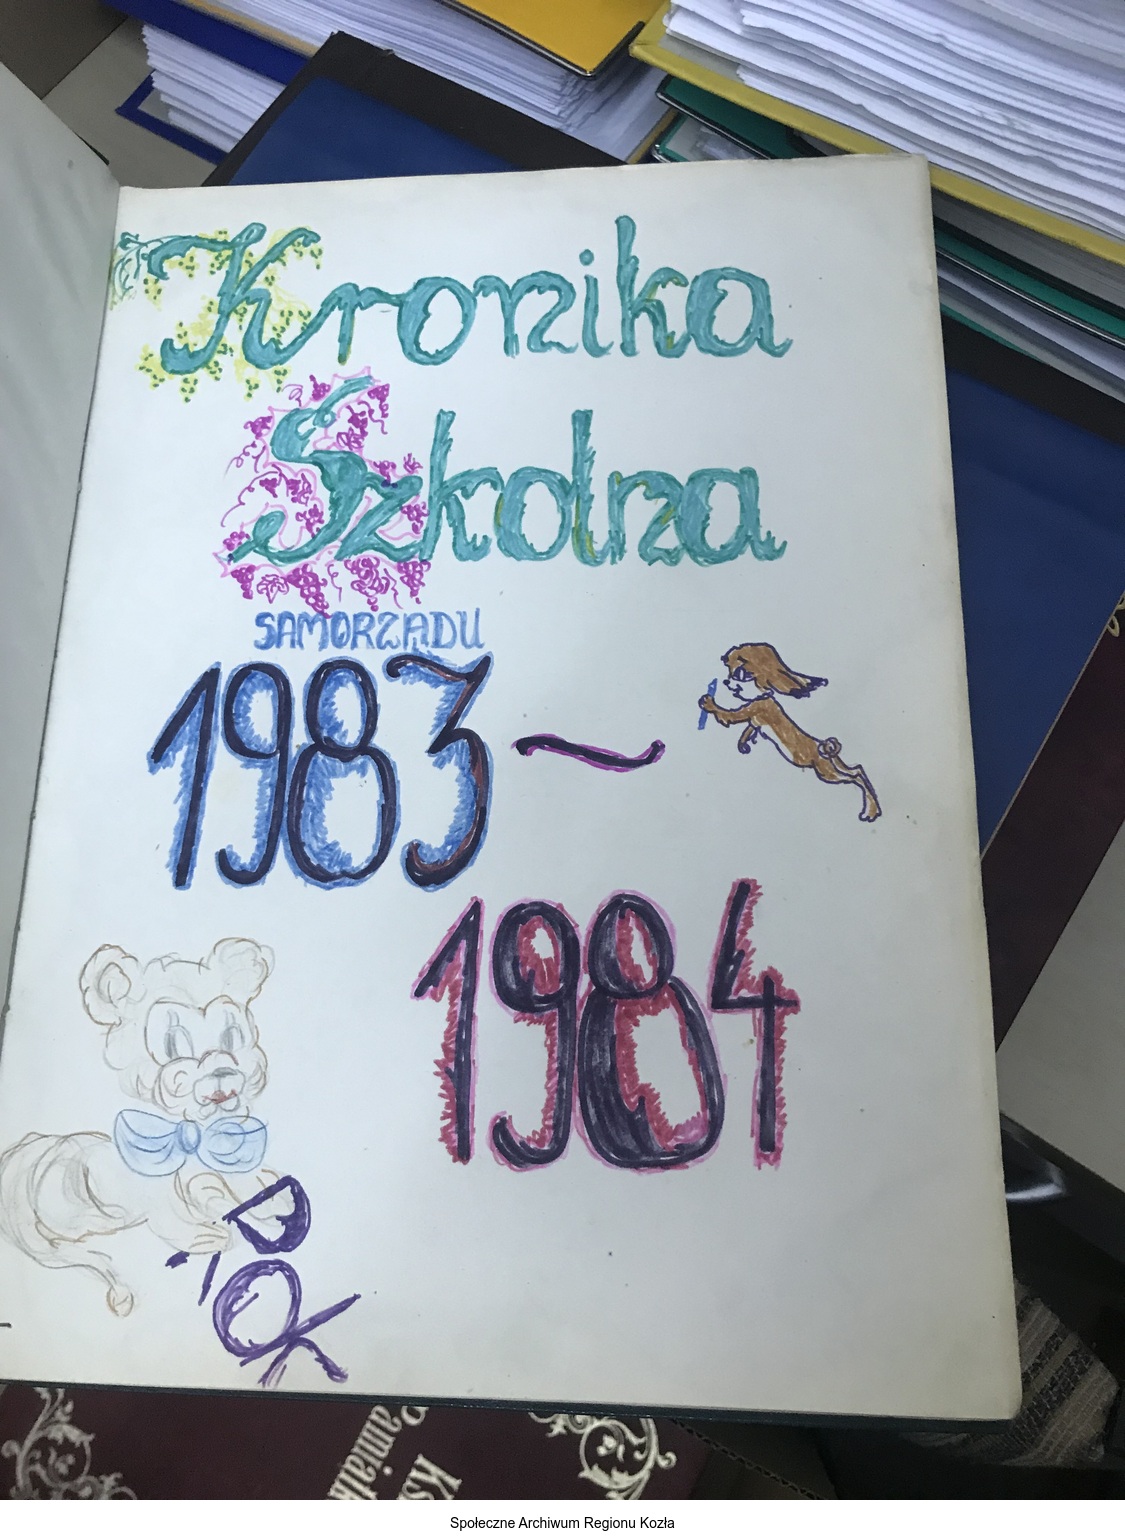 Kronika
Szkolna
SAMORZĄDU
1983 ~
1984
Społeczne Archiwum Regionu Kozła